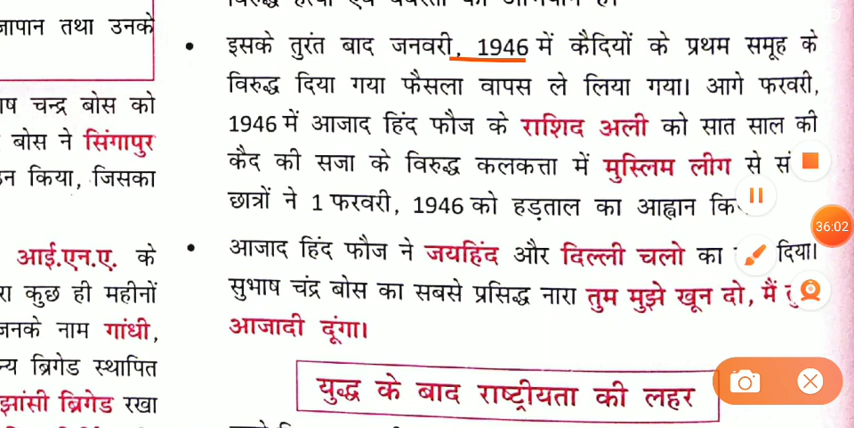 जापान तथा उनके
ष चन्द्र बोस को
बोस ने सिंगापुर
न किया, जिसका
आई.एन.ए. के
रा कुछ ही महीनों
जनके नाम गांधी,
न्य ब्रिगेड स्थापित
झांसी ब्रिगेड रखा
• इसके तुरंत बाद जनवरी, 1946 में कैदियों के प्रथम समूह के
विरुद्ध दिया गया फैसला वापस ले लिया गया। आगे फरवरी,
1946 में आजाद हिंद फौज के राशिद अली को सात साल की
कैद की सजा के विरुद्ध कलकत्ता में मुस्लिम लीग से सं
छात्रों ने 1 फरवरी, 1946 को हड़ताल का आह्वान कि
• आजाद हिंद फौज ने जयहिंद और दिल्ली चलो का दिया।
सुभाष चंद्र बोस का सबसे प्रसिद्ध नारा तुम मुझे खून दो, मैं
आजादी दूंगा।
युद्ध के बाद राष्ट्रीयता की लहर
36:02